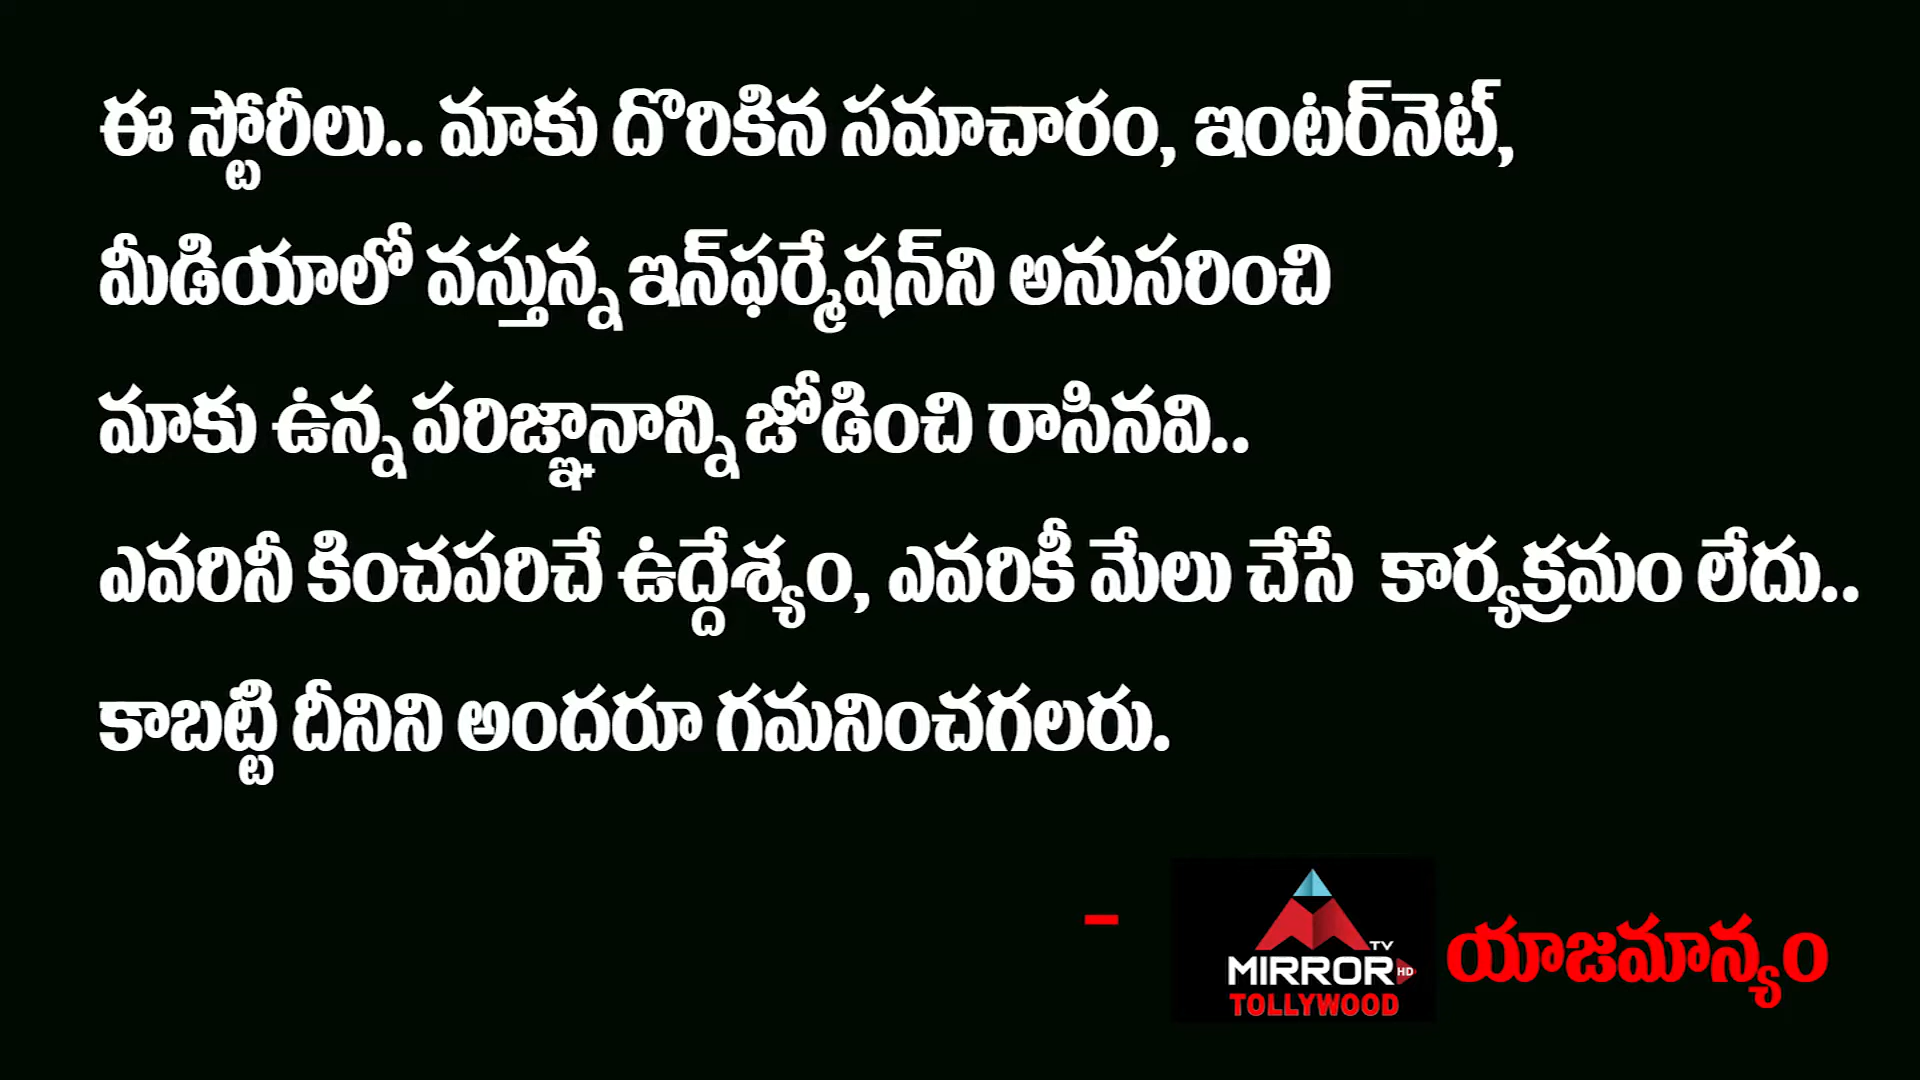 ఈ స్టోరీలు.. మాకు దొరికిన సమాచారం, ఇంటర్‌నెట్,
మీడియాలో వస్తున్న ఇన్‌ఫర్మేషన్‌ని అనుసరించి
మాకు ఉన్న పరిజ్ఞానాన్ని జోడించి రాసినవి..
ఎవరినీ కించపరిచే ఉద్దేశ్యం, ఎవరికీ మేలు చేసే కార్యక్రమం లేదు..
కాబట్టి దీనిని అందరూ గమనించగలరు.
- MIRROR TV HD TOLLYWOOD యాజమాన్యం